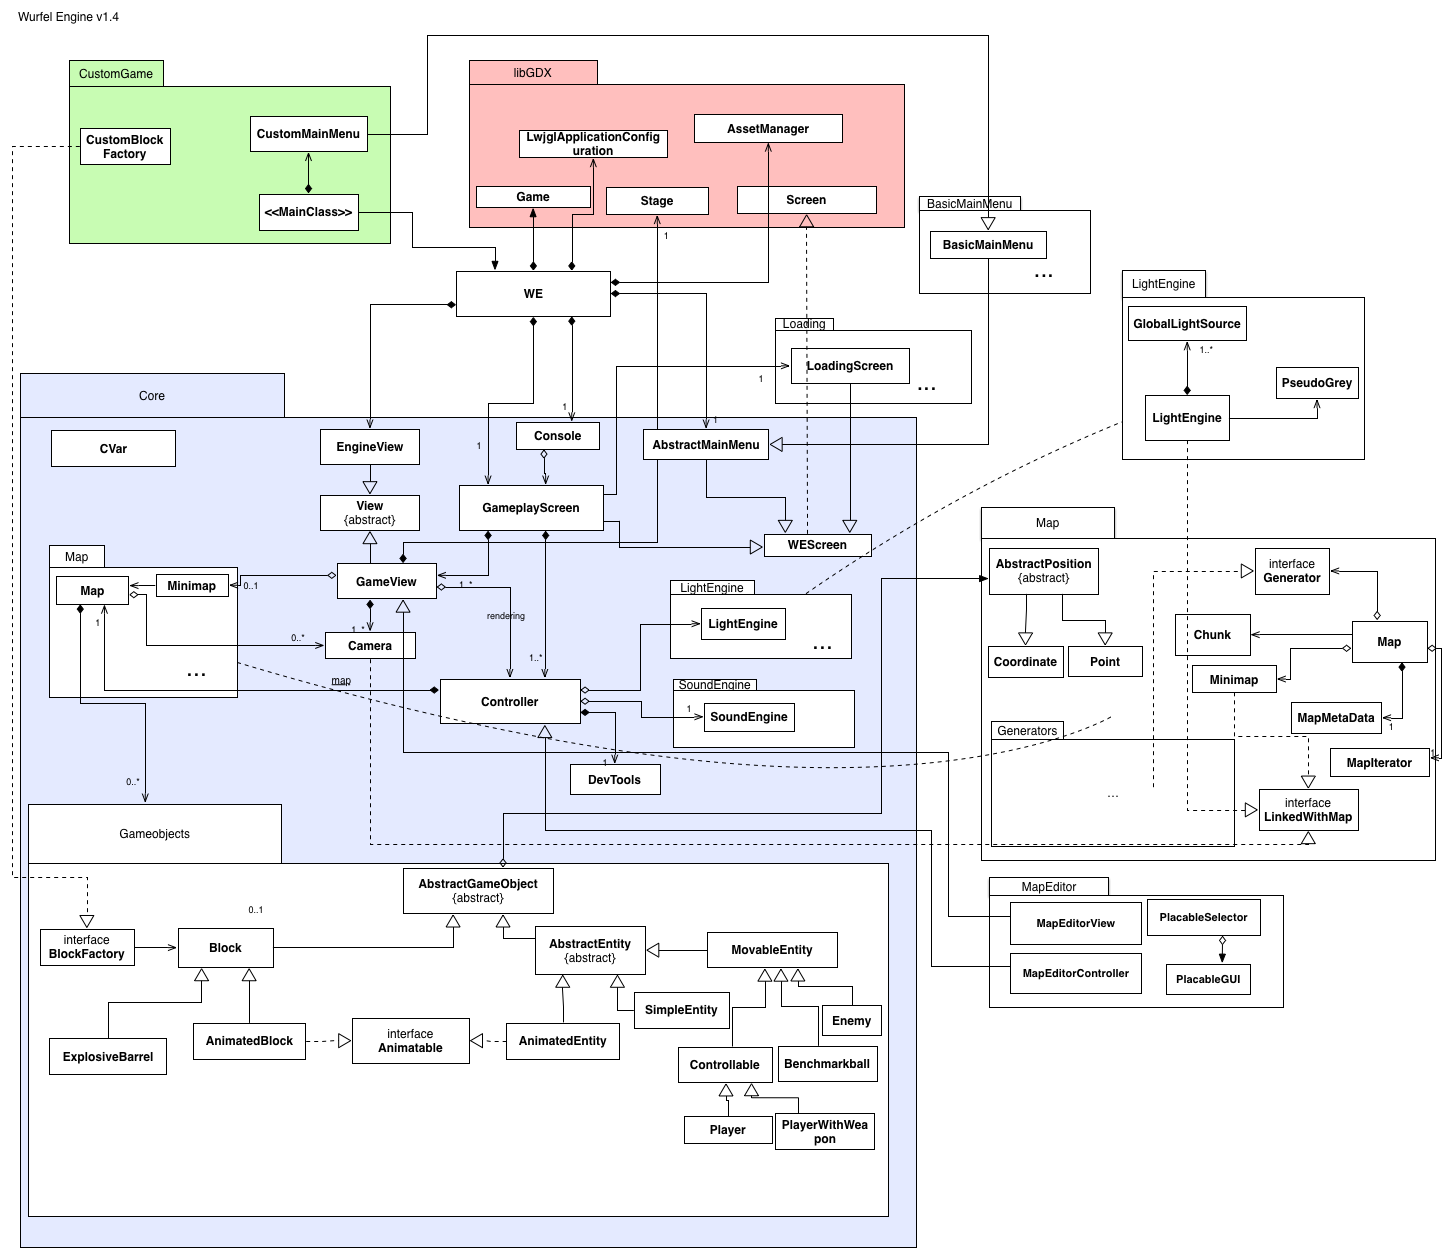 Wurfel Engine v1.4
CustomGame
CustomMainMenu
CustomBlock
Factory
<<MainClass>>
libGDX
AssetManager
LwjglApplicationConfig
uration
Game
Stage
Screen
1
BasicMainMenu
BasicMainMenu
...
WE
LightEngine
GlobalLightSource
1..*
PseudoGrey
LightEngine
Loading
LoadingScreen
...
1
Core
CVar
EngineView
1
Console
1
AbstractMainMenu
1
View
{abstract}
GameplayScreen
WEScreen
Map
Map
Minimap
0..1
1
0..*
...
GameView
1..*
1..*
Camera
rendering
1..*
map
Controller
LightEngine
LightEngine
...
SoundEngine
1
SoundEngine
1
DevTools
0..*
Map
AbstractPosition
{abstract}
interface
Generator
Chunk
Map
Coordinate
Point
Minimap
MapMetaData
1
Generators
...
MapIterator
1
interface
LinkedWithMap
Gameobjects
AbstractGameObject
{abstract}
0..1
interface
BlockFactory
Block
AbstractEntity
{abstract}
MovableEntity
SimpleEntity
Enemy
ExplosiveBarrel
AnimatedBlock
interface
Animatable
AnimatedEntity
Controllable
Benchmarkball
Player
PlayerWithWea
pon
MapEditor
MapEditorView
PlacableSelector
MapEditorController
PlacableGUI